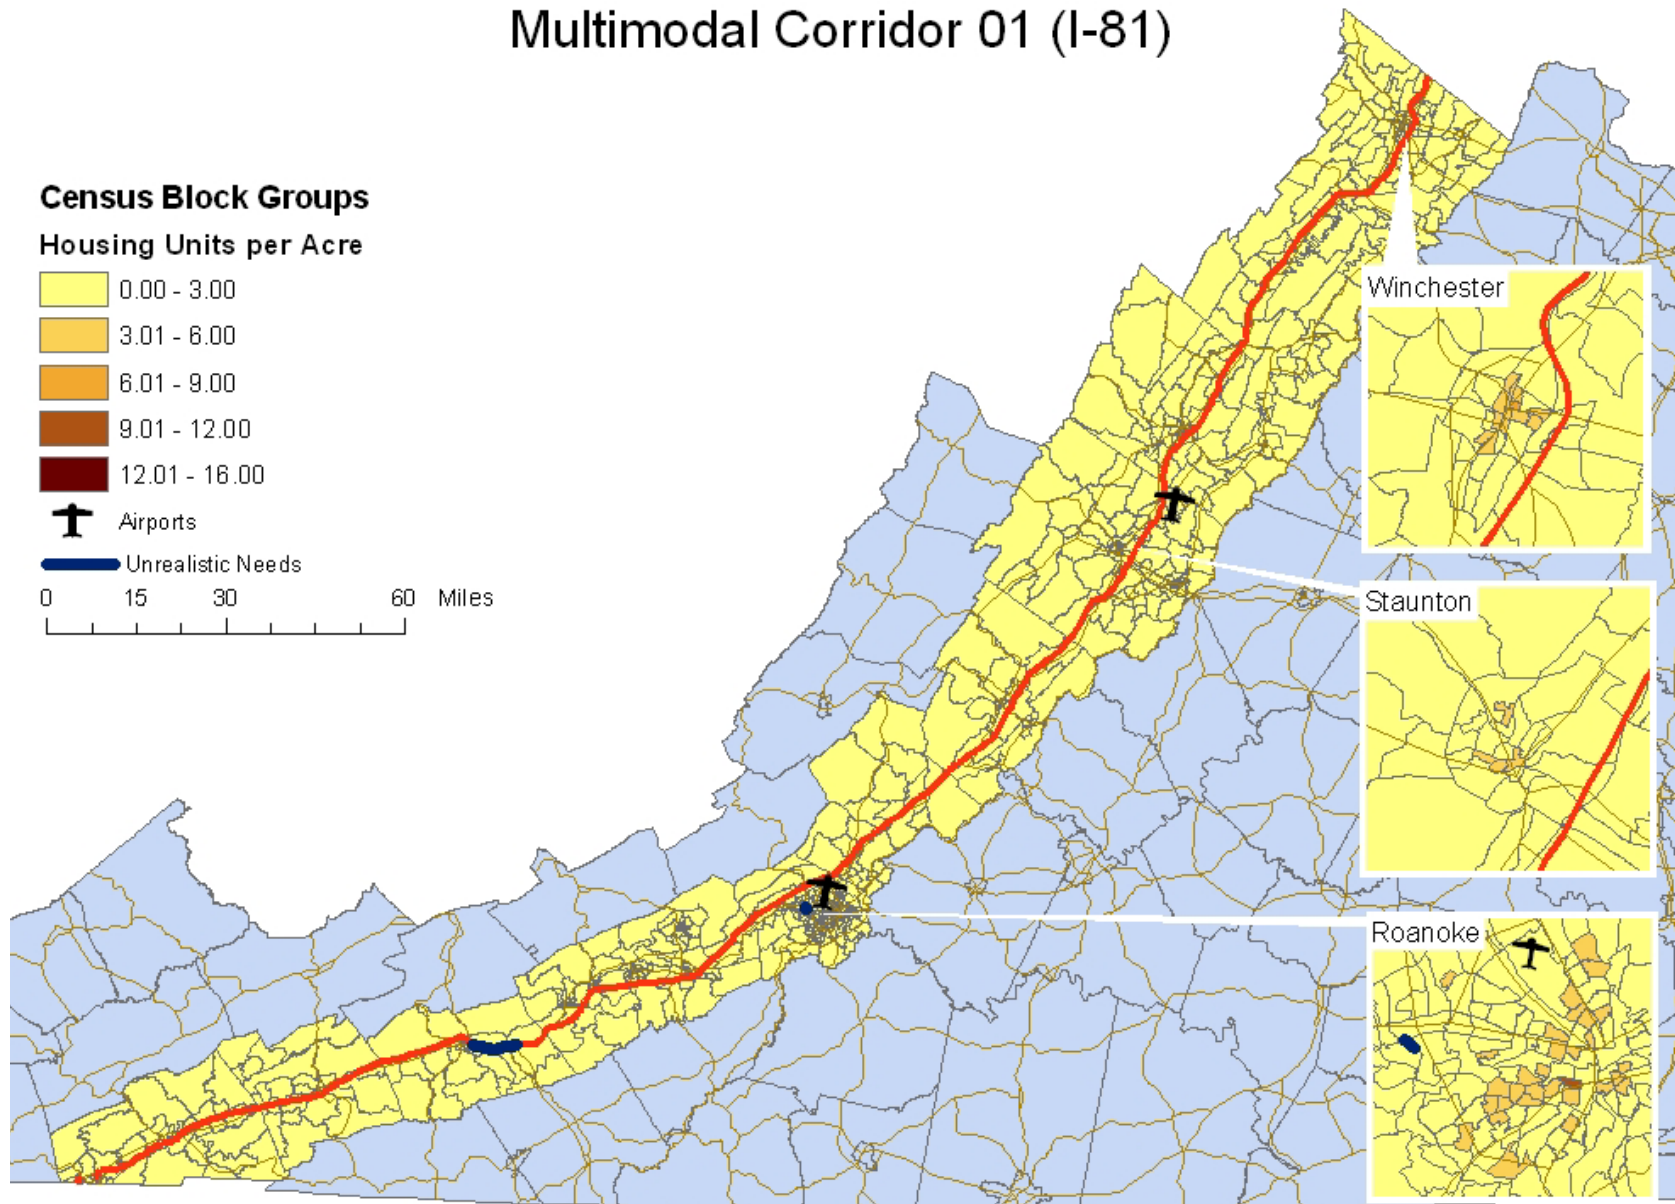 Multimodal Corridor 01 (I-81)
Census Block Groups
Housing Units per Acre
0.00 - 3.00
3.01 - 6.00
6.01 - 9.00
9.01 - 12.00
12.01 - 16.00
Airports
Unrealistic Needs
0 15 30 60 Miles
Winchester
Staunton
Roanoke